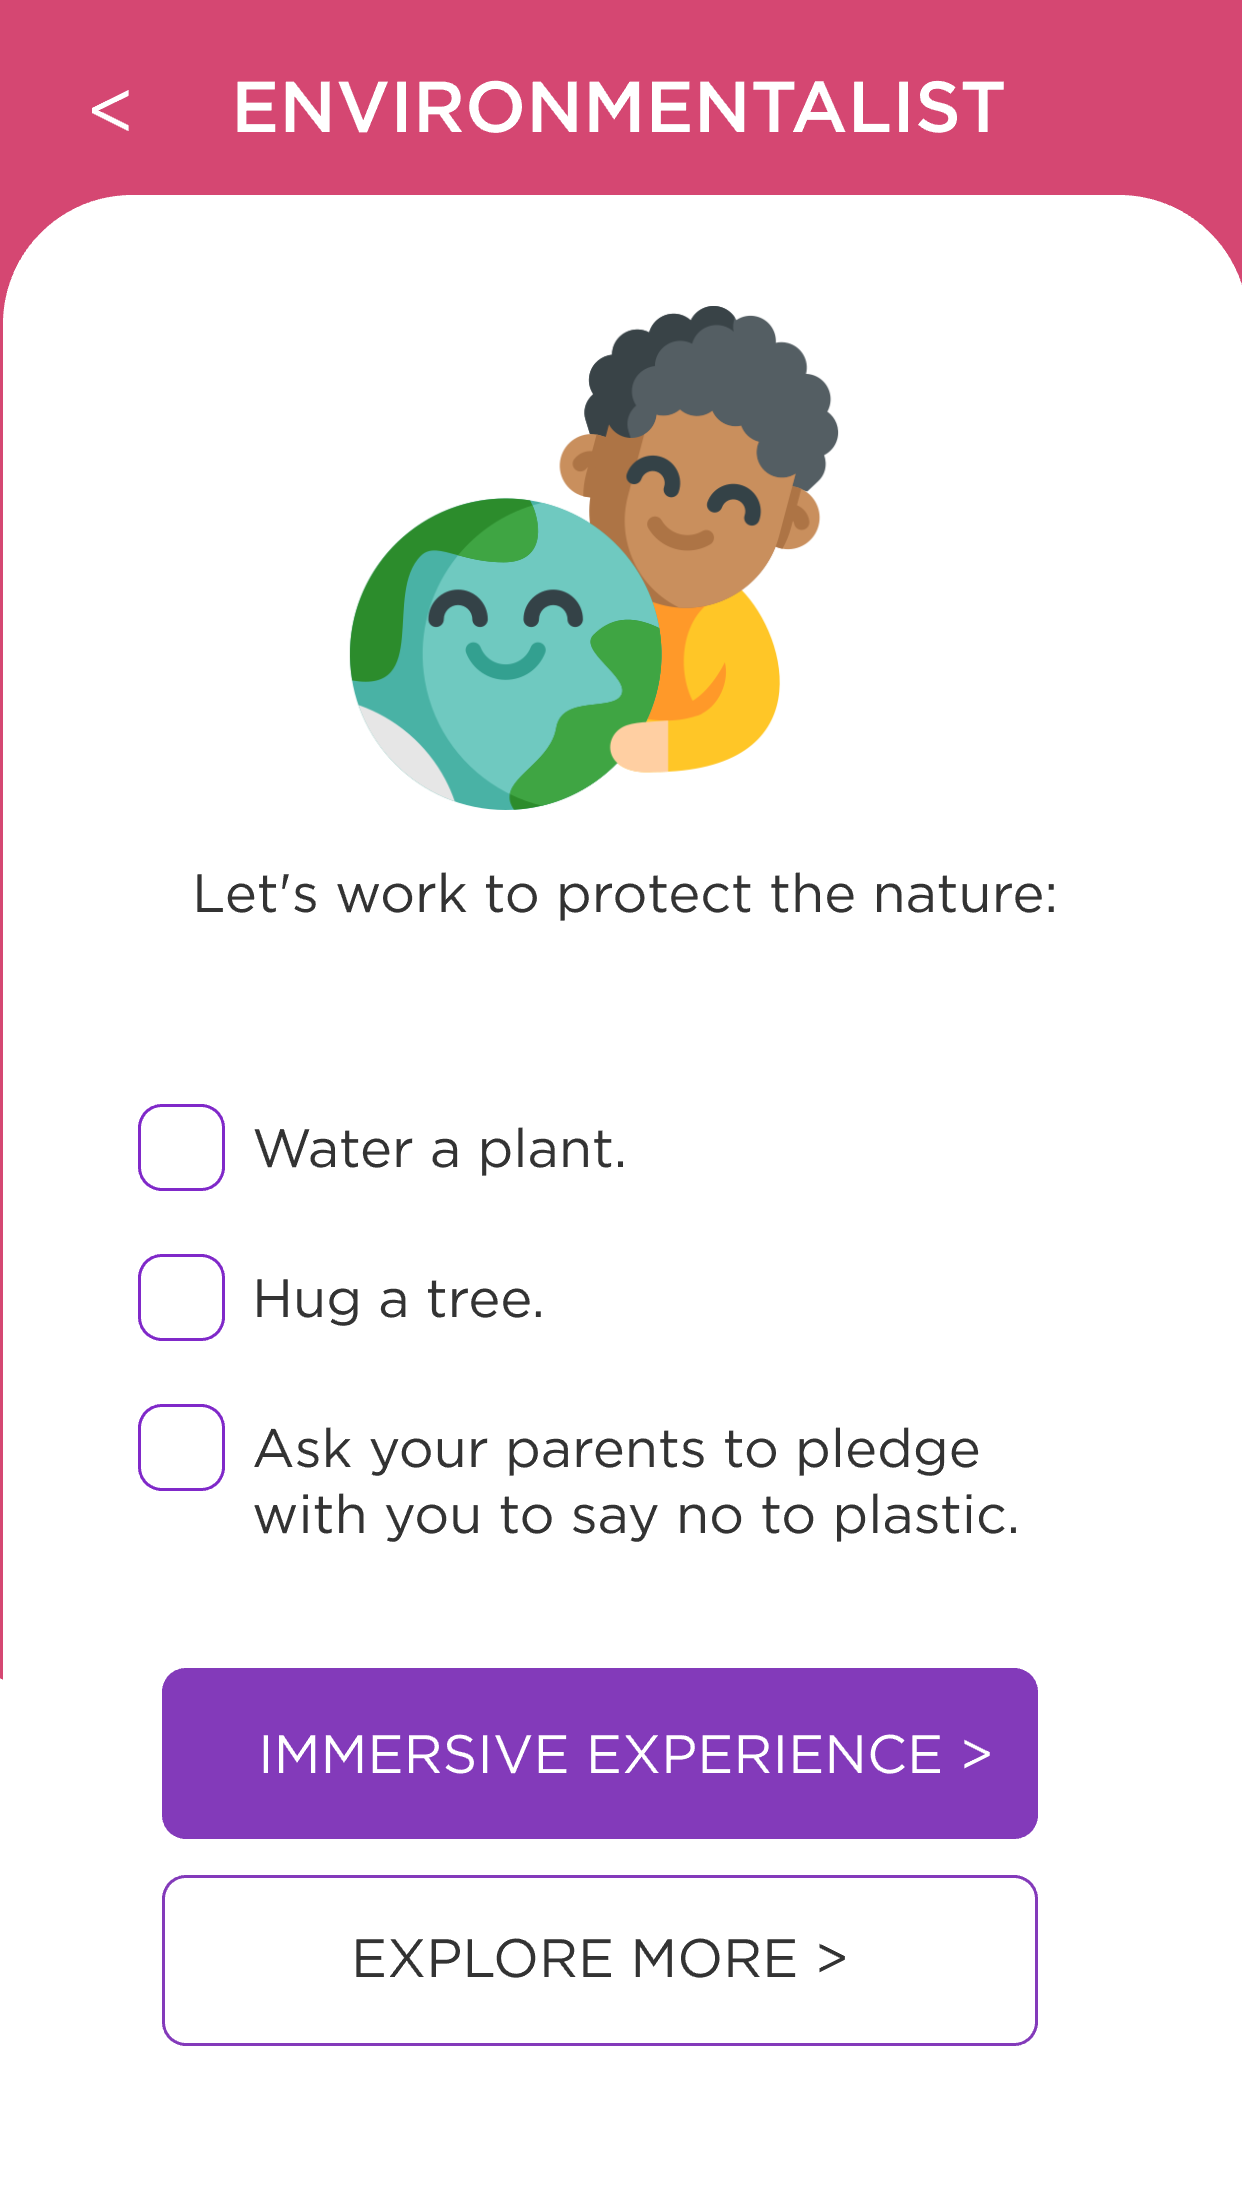 < ENVIRONMENTALIST
Let's work to protect the nature:
Water a plant.
Hug a tree.
Ask your parents to pledge
with you to say no to plastic.
IMMERSIVE EXPERIENCE >
EXPLORE MORE >